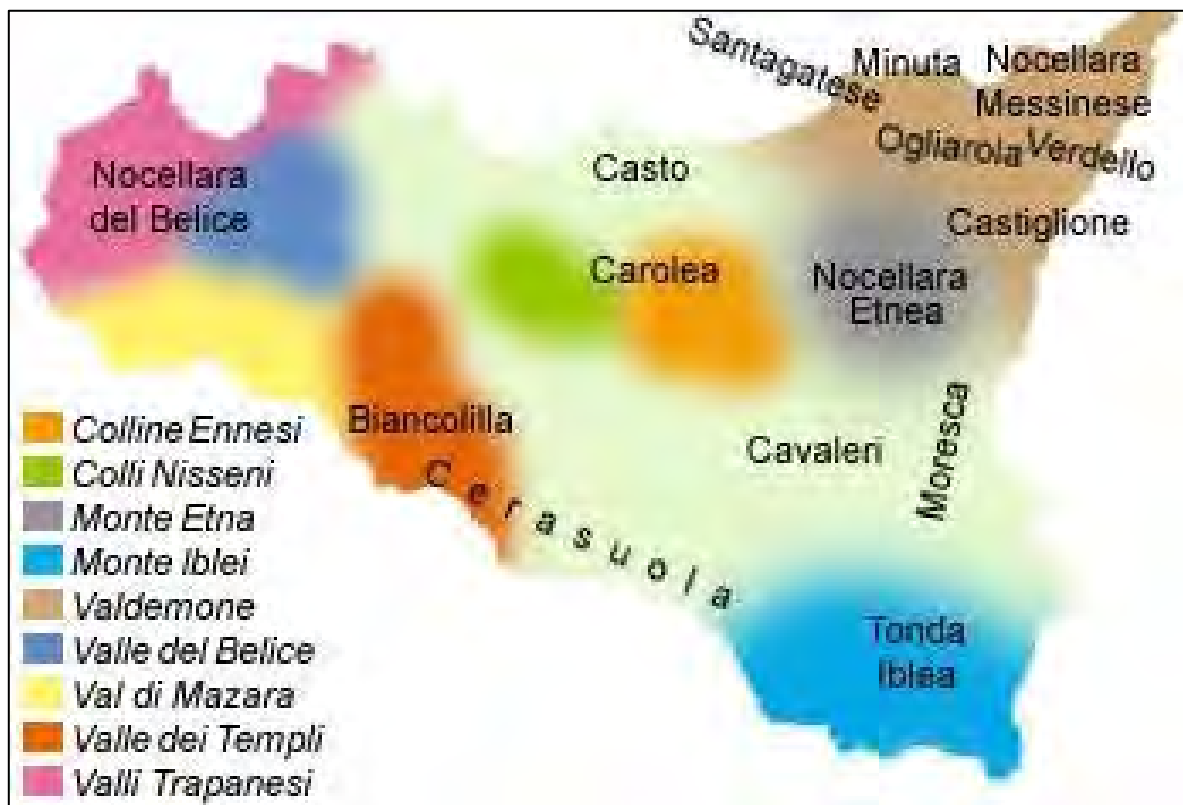 Santagatese
Minuta
Nocellara
Messinese
Ogliarola
Verdello
Nocellara
del Belice
Casto
Castiglione
Carolea
Nocellara
Etnea
Biancolilla
Cerasuola
Cavaleri
Moresca
Tonda
Iblea
Colline Ennesi
Colli Nisseni
Monte Etna
Monte Iblei
Valdemone
Valle del Belice
Val di Mazara
Valle dei Templi
Valli Trapanesi